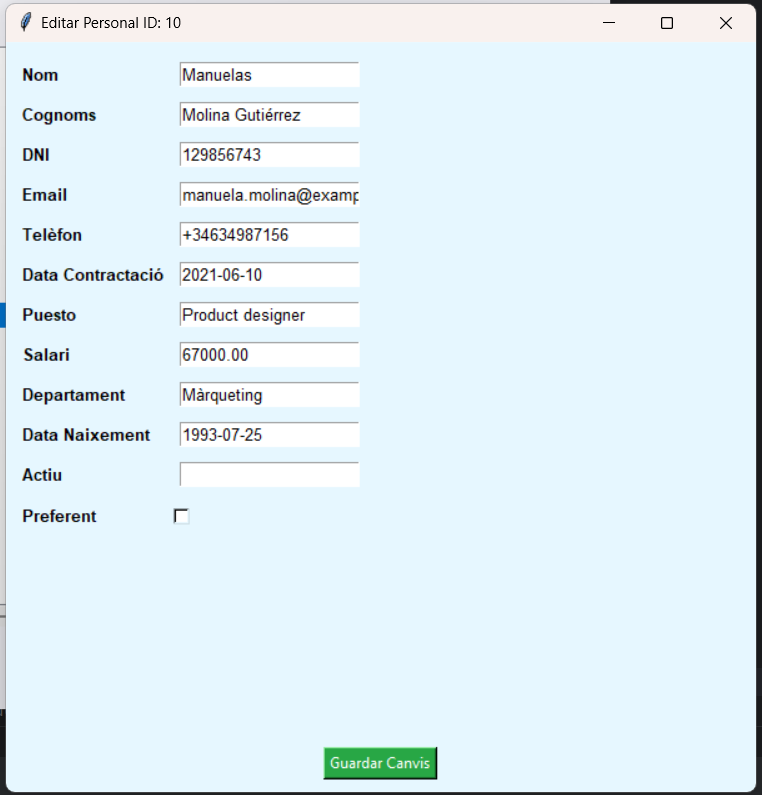 Editar Personal ID: 10
Nom Manuelas
Cognoms Molina Gutiérrez
DNI 129856743
Email manuela.molina@examp
Telèfon +34634987156
Data Contractació 2021-06-10
Puesto Product designer
Salari 67000.00
Departament Màrqueting
Data Naixement 1993-07-25
Actiu
Preferent
Guardar Canvis